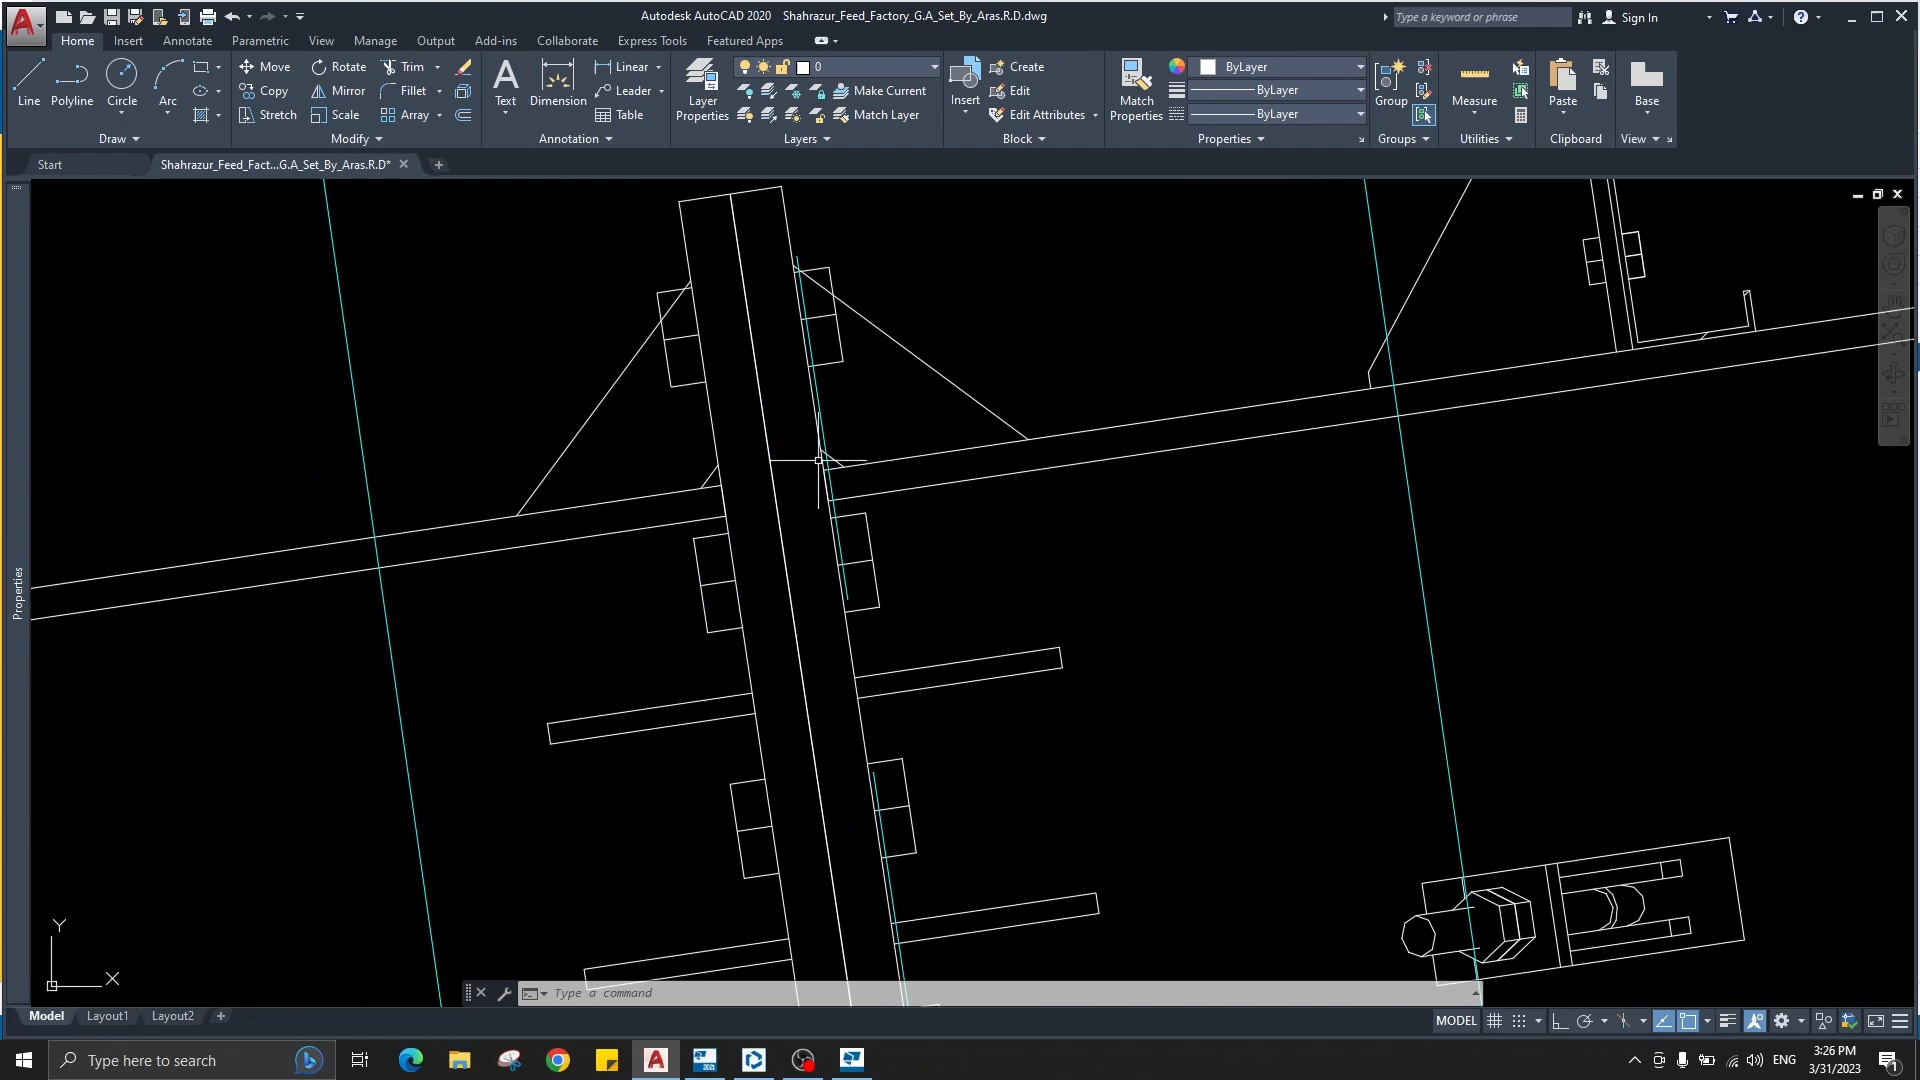 Autodesk AutoCAD 2020 Shahrazur_Feed_Factory_G.A_Set_By_Aras.R.D.dwg
Type a keyword or phrase
Sign In
Home Insert Annotate Parametric View Manage Output Add-ins Collaborate Express Tools Featured Apps
Line Polyline Circle Arc
Move Rotate Trim
Copy Mirror Fillet
Stretch Scale Array
Text Dimension
Linear
Leader
Table
Layer Properties
0
Make Current
Match Layer
Insert
Create
Edit
Edit Attributes
Match Properties
ByLayer
ByLayer
ByLayer
Group
Measure
Paste
Base
Draw Modify Annotation Layers Block Properties Groups Utilities Clipboard View
Start Shahrazur_Feed_Fact...G.A_Set_By_Aras.R.D*
Properties
Y
X
Type a command
Model Layout1 Layout2
MODEL
Type here to search
2021
ENG
3:26 PM
3/31/2023
1